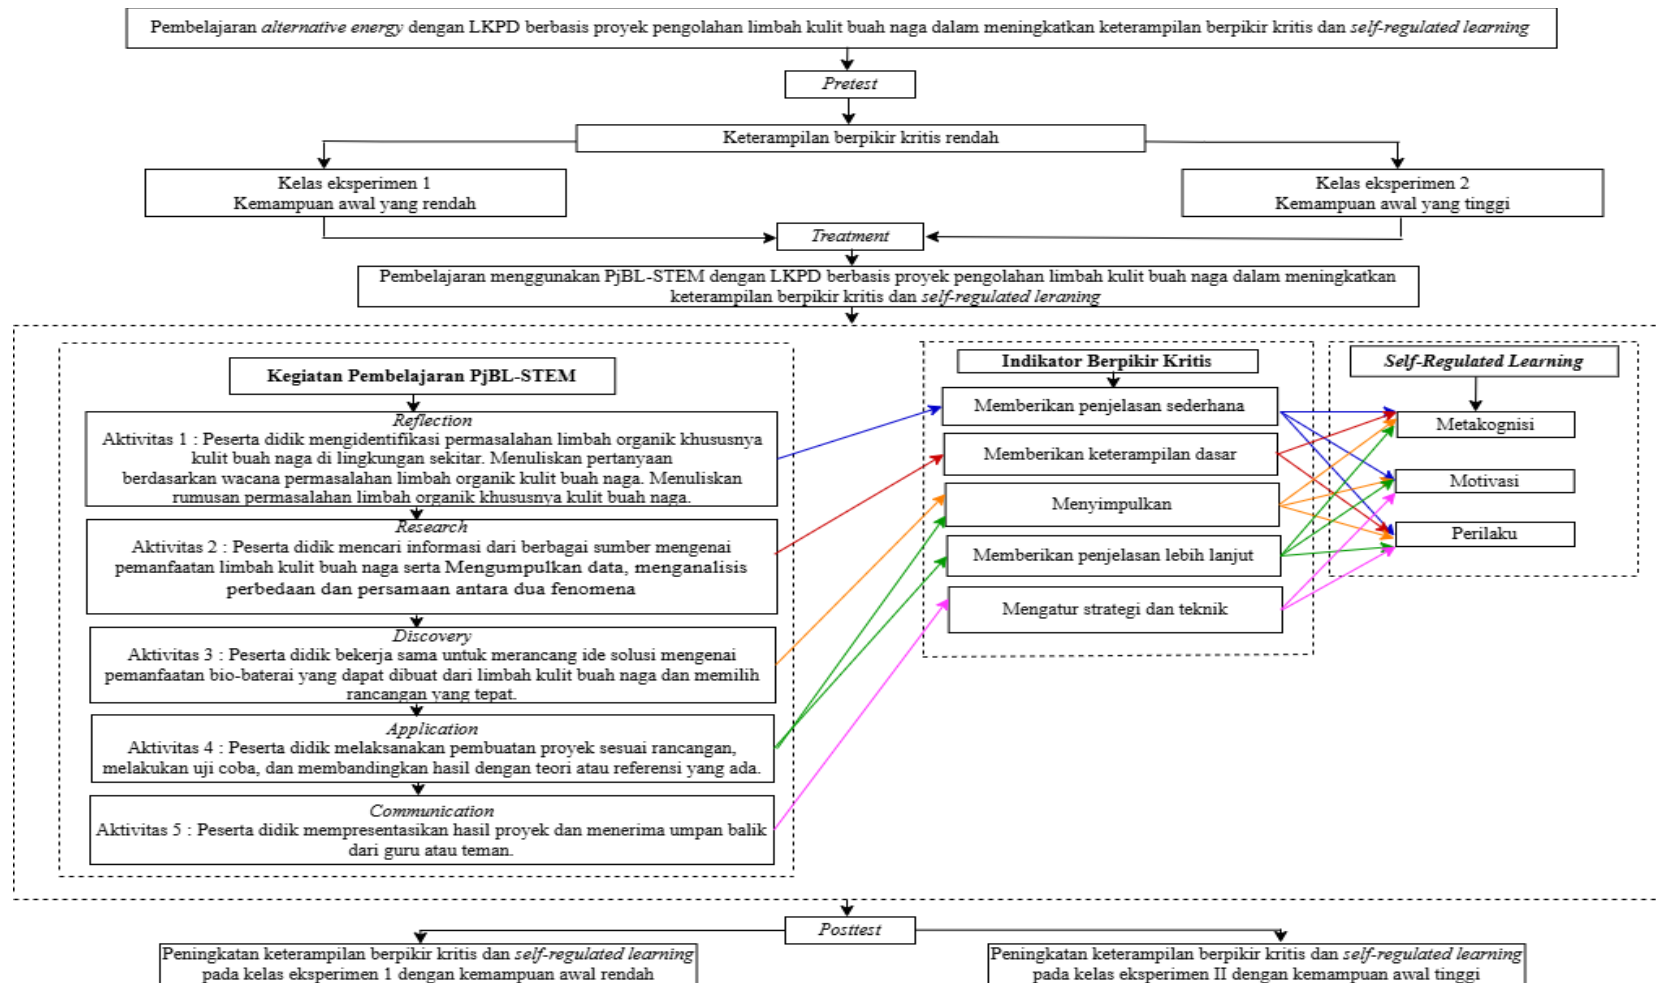 Pembelajaran alternative energy dengan LKPD berbasis proyek pengolahan limbah kulit buah naga dalam meningkatkan keterampilan berpikir kritis dan self-regulated learning
Pretest
Keterampilan berpikir kritis rendah
Kelas eksperimen 1
Kemampuan awal yang rendah
Kelas eksperimen 2
Kemampuan awal yang tinggi
Treatment
Pembelajaran menggunakan PjBL-STEM dengan LKPD berbasis proyek pengolahan limbah kulit buah naga dalam meningkatkan
keterampilan berpikir kritis dan self-regulated leraning
Kegiatan Pembelajaran PjBL-STEM
Reflection
Aktivitas 1 : Peserta didik mengidentifikasi permasalahan limbah organik khususnya
kulit buah naga di lingkungan sekitar. Menuliskan pertanyaan
berdasarkan wacana permasalahan limbah organik kulit buah naga. Menuliskan
rumusan permasalahan limbah organik khususnya kulit buah naga.
Research
Aktivitas 2 : Peserta didik mencari informasi dari berbagai sumber mengenai
pemanfaatan limbah kulit buah naga serta Mengumpulkan data, menganalisis
perbedaan dan persamaan antara dua fenomena
Discovery
Aktivitas 3 : Peserta didik bekerja sama untuk merancang ide solusi mengenai
pemanfaatan bio-baterai yang dapat dibuat dari limbah kulit buah naga dan memilih
rancangan yang tepat.
Application
Aktivitas 4 : Peserta didik melaksanakan pembuatan proyek sesuai rancangan,
melakukan uji coba, dan membandingkan hasil dengan teori atau referensi yang ada.
Communication
Aktivitas 5 : Peserta didik mempresentasikan hasil proyek dan menerima umpan balik
dari guru atau teman.
Indikator Berpikir Kritis
Memberikan penjelasan sederhana
Memberikan keterampilan dasar
Menyimpulkan
Memberikan penjelasan lebih lanjut
Mengatur strategi dan teknik
Self-Regulated Learning
Metakognisi
Motivasi
Perilaku
Posttest
Peningkatan keterampilan berpikir kritis dan self-regulated learning
pada kelas eksperimen 1 dengan kemampuan awal rendah
Peningkatan keterampilan berpikir kritis dan self-regulated learning
pada kelas eksperimen II dengan kemampuan awal tinggi